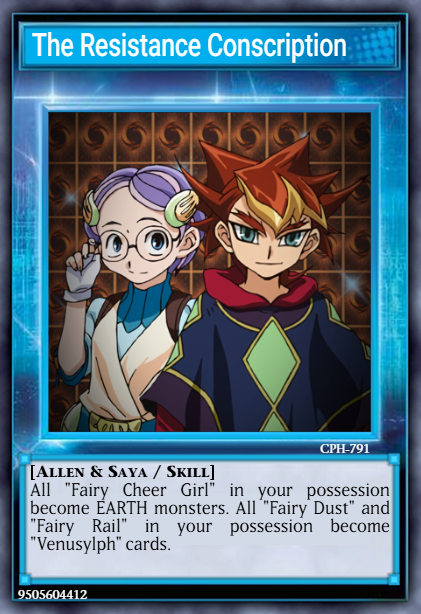 The Resistance Conscription
CPH-791
[ALLEN & SAYA / SKILL]
All "Fairy Cheer Girl" in your possession
become EARTH monsters. All "Fairy Dust" and
"Fairy Rail" in your possession become
"Venusylph" cards.
9505604412